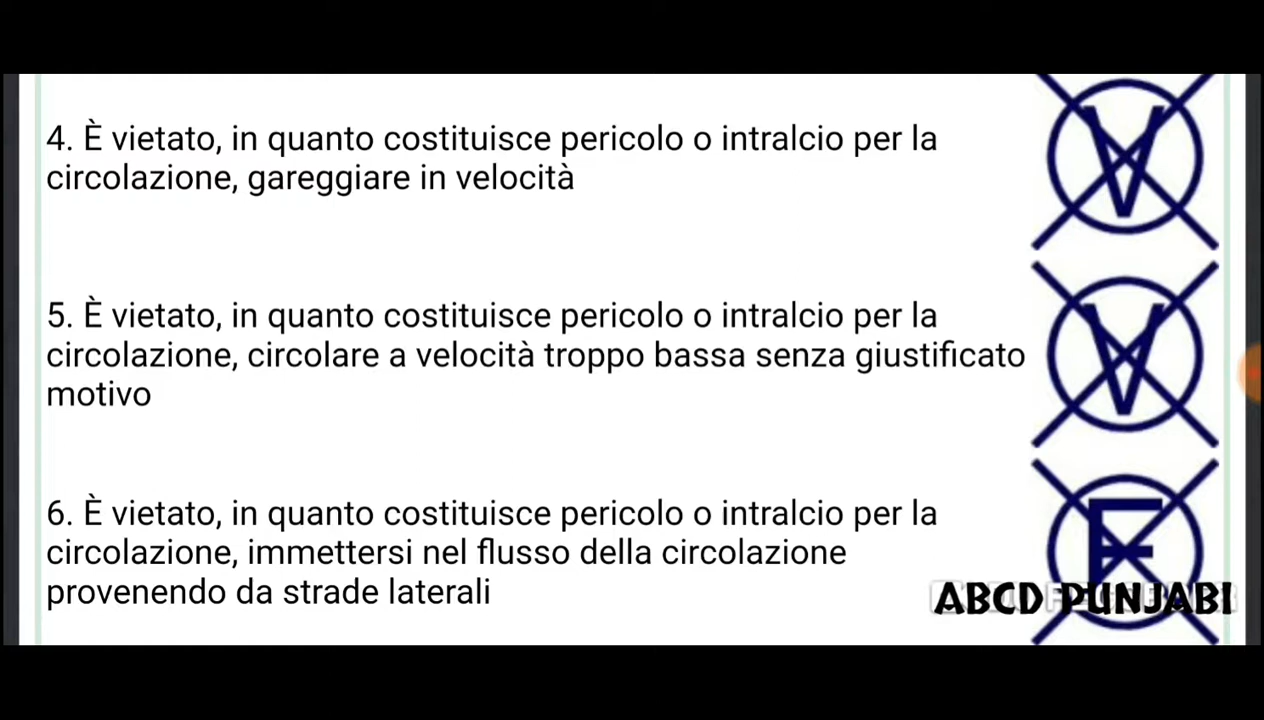 4. È vietato, in quanto costituisce pericolo o intralcio per la
circolazione, gareggiare in velocità
V
5. È vietato, in quanto costituisce pericolo o intralcio per la
circolazione, circolare a velocità troppo bassa senza giustificato
motivo
V
6. È vietato, in quanto costituisce pericolo o intralcio per la
circolazione, immettersi nel flusso della circolazione
provenendo da strade laterali
F
ABCD PUNJABI